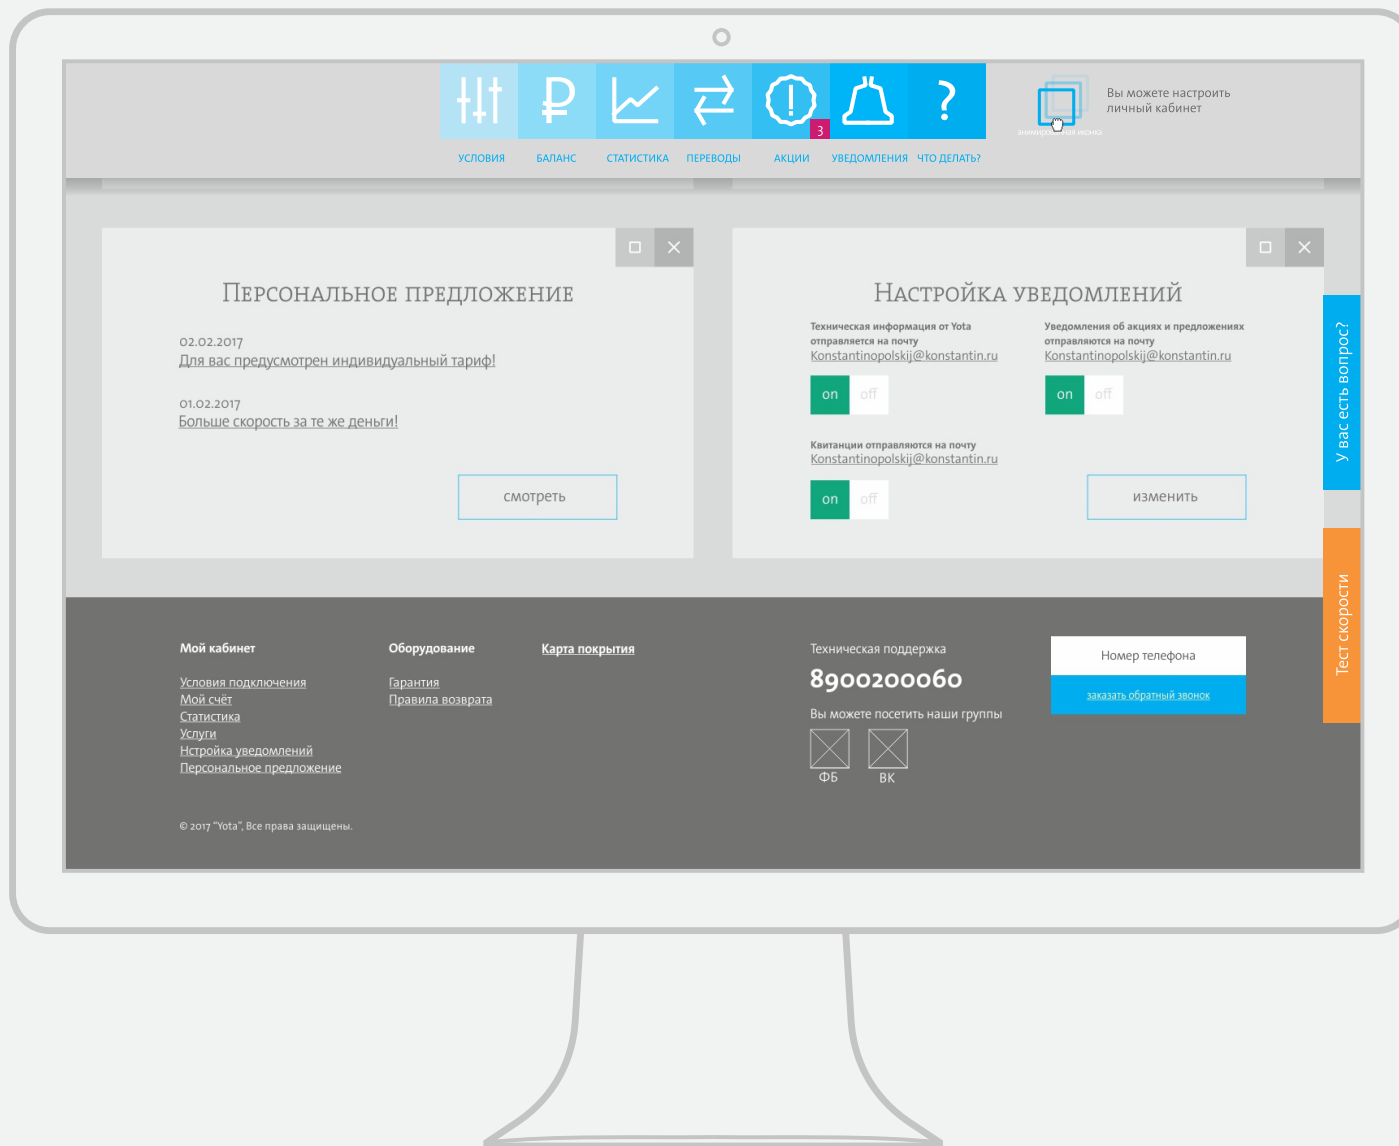 3
УСЛОВИЯ
БАЛАНС
СТАТИСТИКА
ПЕРЕВОДЫ
АКЦИИ
УВЕДОМЛЕНИЯ
ЧТО ДЕЛАТЬ?
анимированная иконка
Вы можете настроить
личный кабинет
Персональное предложение
02.02.2017
Для вас предусмотрен индивидуальный тариф!
01.02.2017
Больше скорость за те же деньги!
смотреть
Настройка уведомлений
Техническая информация от Yota
отправляется на почту
Konstantinopolskij@konstantin.ru
on off
Уведомления об акциях и предложениях
отправляются на почту
Konstantinopolskij@konstantin.ru
on off
Квитанции отправляются на почту
Konstantinopolskij@konstantin.ru
on off
изменить
У вас есть вопрос?
Тест скорости
Мой кабинет
Условия подключения
Мой счёт
Статистика
Услуги
Нстройка уведомлений
Персональное предложение
Оборудование
Гарантия
Правила возврата
Карта покрытия
Техническая поддержка
8900200060
Вы можете посетить наши группы
ФБ
ВК
Номер телефона
заказать обратный звонок
© 2017 "Yota", Все права защищены.